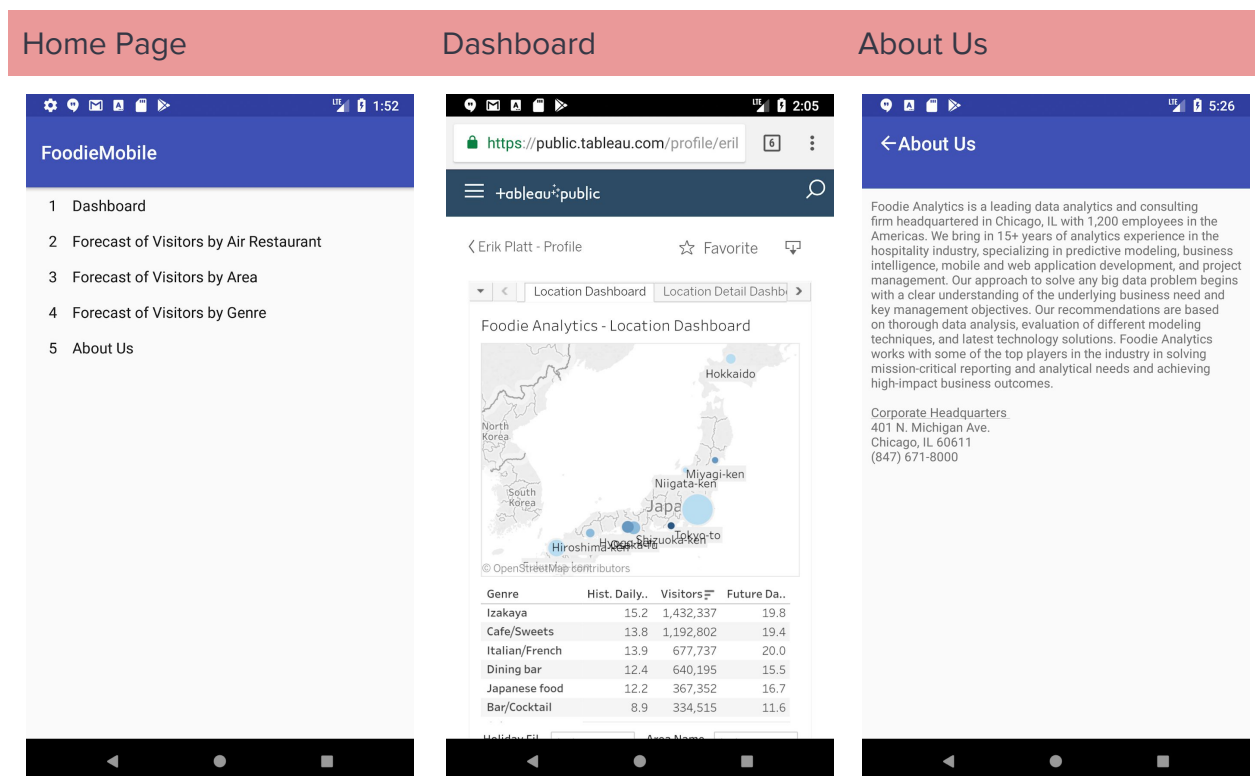 Home Page
Dashboard
About Us
LTE 1:52
FoodieMobile
1 Dashboard
2 Forecast of Visitors by Air Restaurant
3 Forecast of Visitors by Area
4 Forecast of Visitors by Genre
5 About Us
LTE 2:05
https://public.tableau.com/profile/eril
6
+ableau public
Erik Platt - Profile
Favorite
Location Dashboard
Location Detail Dashb
Foodie Analytics - Location Dashboard
Hokkaido
North
Korea
Miyagi-ken
Niigata-ken
South
Korea
Japa
Tokyo-to
Shizuoka-ken
Hiroshima-ken
© OpenStreetMap contributors
Genre Hist. Daily.. Visitors Future Da..
Izakaya 15.2 1,432,337 19.8
Cafe/Sweets 13.8 1,192,802 19.4
Italian/French 13.9 677,737 20.0
Dining bar 12.4 640,195 15.5
Japanese food 12.2 367,352 16.7
Bar/Cocktail 8.9 334,515 11.6
Holiday Fil Area Name
LTE 5:26
About Us
Foodie Analytics is a leading data analytics and consulting
firm headquartered in Chicago, IL with 1,200 employees in the
Americas. We bring in 15+ years of analytics experience in the
hospitality industry, specializing in predictive modeling, business
intelligence, mobile and web application development, and project
management. Our approach to solve any big data problem begins
with a clear understanding of the underlying business need and
key management objectives. Our recommendations are based
on thorough data analysis, evaluation of different modeling
techniques, and latest technology solutions. Foodie Analytics
works with some of the top players in the industry in solving
mission-critical reporting and analytical needs and achieving
high-impact business outcomes.
Corporate Headquarters
401 N. Michigan Ave.
Chicago, IL 60611
(847) 671-8000